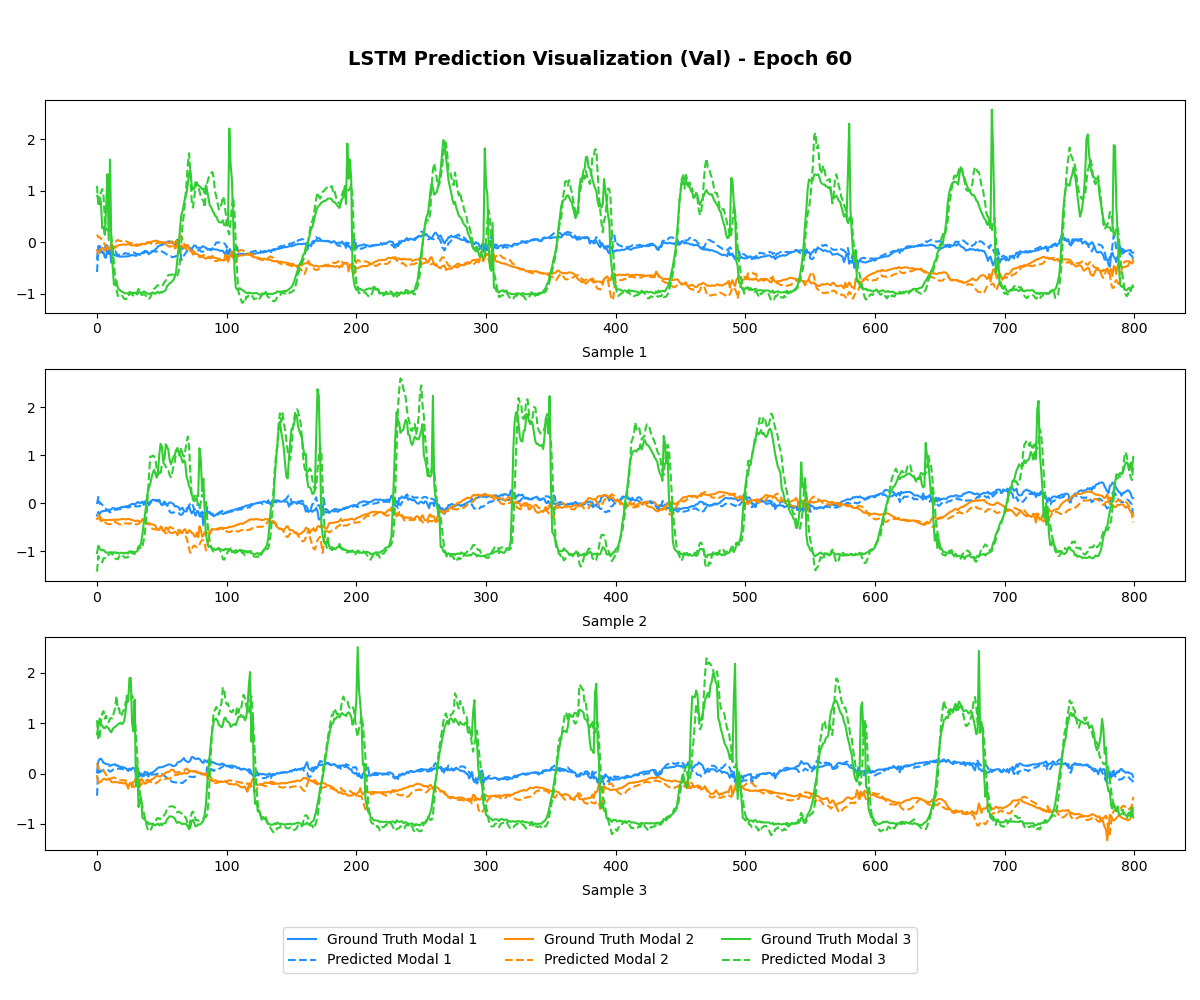 LSTM Prediction Visualization (Val) - Epoch 60
2
1
0
−1
0 100 200 300 400 500 600 700 800
Sample 1
2
1
0
−1
0 100 200 300 400 500 600 700 800
Sample 2
2
1
0
−1
0 100 200 300 400 500 600 700 800
Sample 3
Ground Truth Modal 1 Ground Truth Modal 2 Ground Truth Modal 3
Predicted Modal 1 Predicted Modal 2 Predicted Modal 3